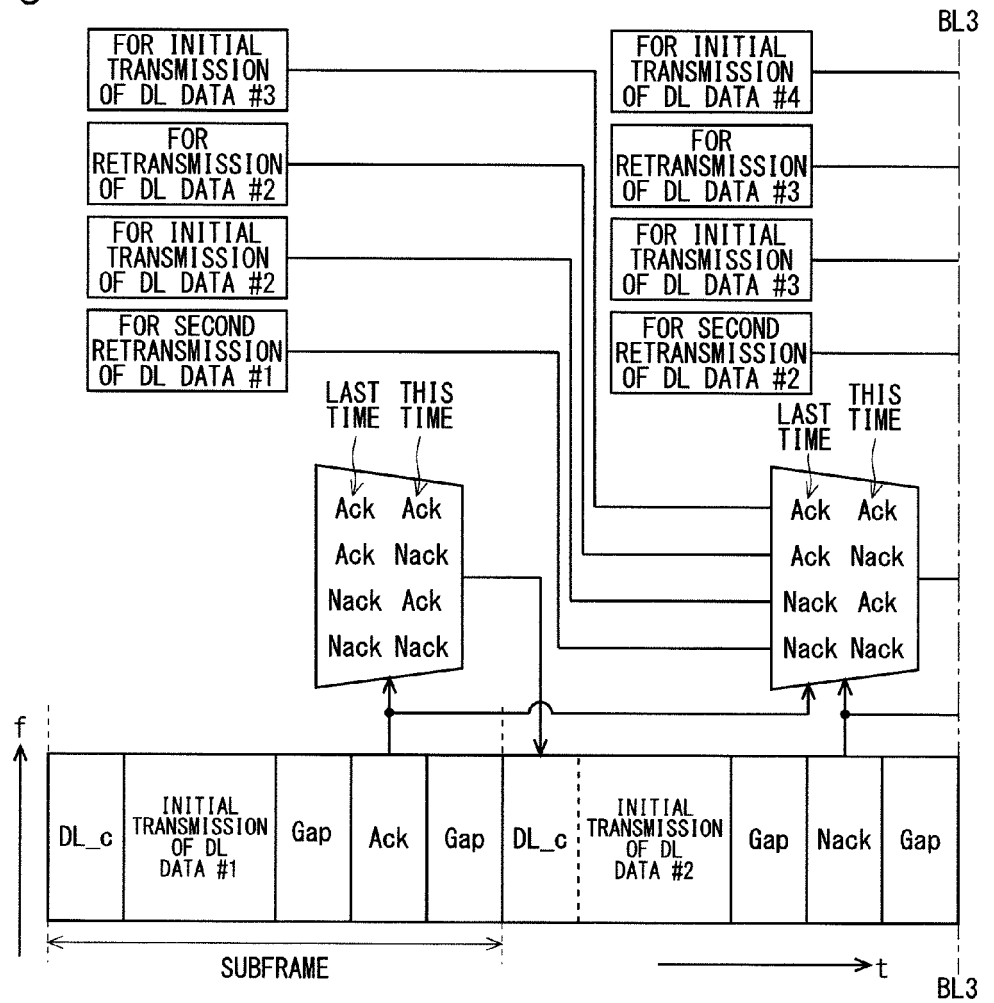 BL3
FOR INITIAL
TRANSMISSION
OF DL DATA #3
FOR
RETRANSMISSION
OF DL DATA #2
FOR INITIAL
TRANSMISSION
OF DL DATA #2
FOR SECOND
RETRANSMISSION
OF DL DATA #1
FOR INITIAL
TRANSMISSION
OF DL DATA #4
FOR
RETRANSMISSION
OF DL DATA #3
FOR INITIAL
TRANSMISSION
OF DL DATA #3
FOR SECOND
RETRANSMISSION
OF DL DATA #2
LAST
TIME
THIS
TIME
Ack Ack
Ack Nack
Nack Ack
Nack Nack
LAST
TIME
THIS
TIME
Ack Ack
Ack Nack
Nack Ack
Nack Nack
f
DL_c
INITIAL
TRANSMISSION
OF DL
DATA #1
Gap
Ack
Gap
DL_c
INITIAL
TRANSMISSION
OF DL
DATA #2
Gap
Nack
Gap
SUBFRAME
t
BL3